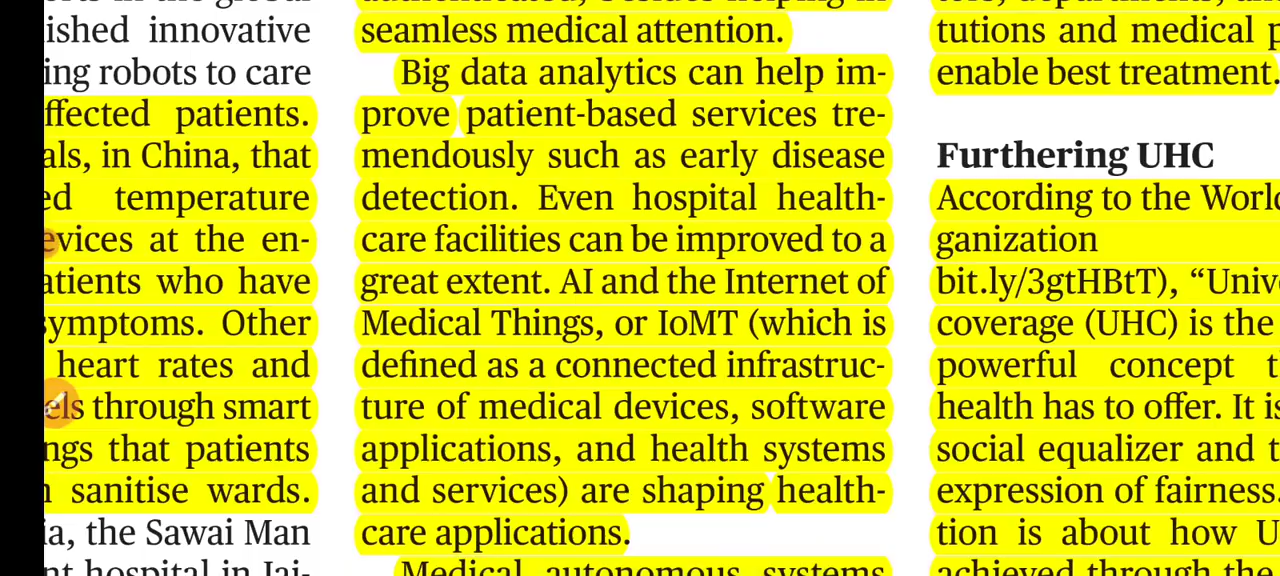 ished innovative
ing robots to care
ffected patients.
als, in China, that
ed temperature
evices at the en-
atients who have
symptoms. Other
heart rates and
els through smart
ngs that patients
sanitise wards.
ia, the Sawai Man
nt hospital in Jai-
seamless medical attention.
Big data analytics can help im-
prove patient-based services tre-
mendously such as early disease
detection. Even hospital health-
care facilities can be improved to a
great extent. AI and the Internet of
Medical Things, or IoMT (which is
defined as a connected infrastruc-
ture of medical devices, software
applications, and health systems
and services) are shaping health-
care applications.
Medical autonomous systems
tutions and medical p
enable best treatment.
Furthering UHC
According to the World
ganization
bit.ly/3gtHBtT), “Unive
coverage (UHC) is the
powerful concept t
health has to offer. It is
social equalizer and t
expression of fairness.
tion is about how U
achieved through the